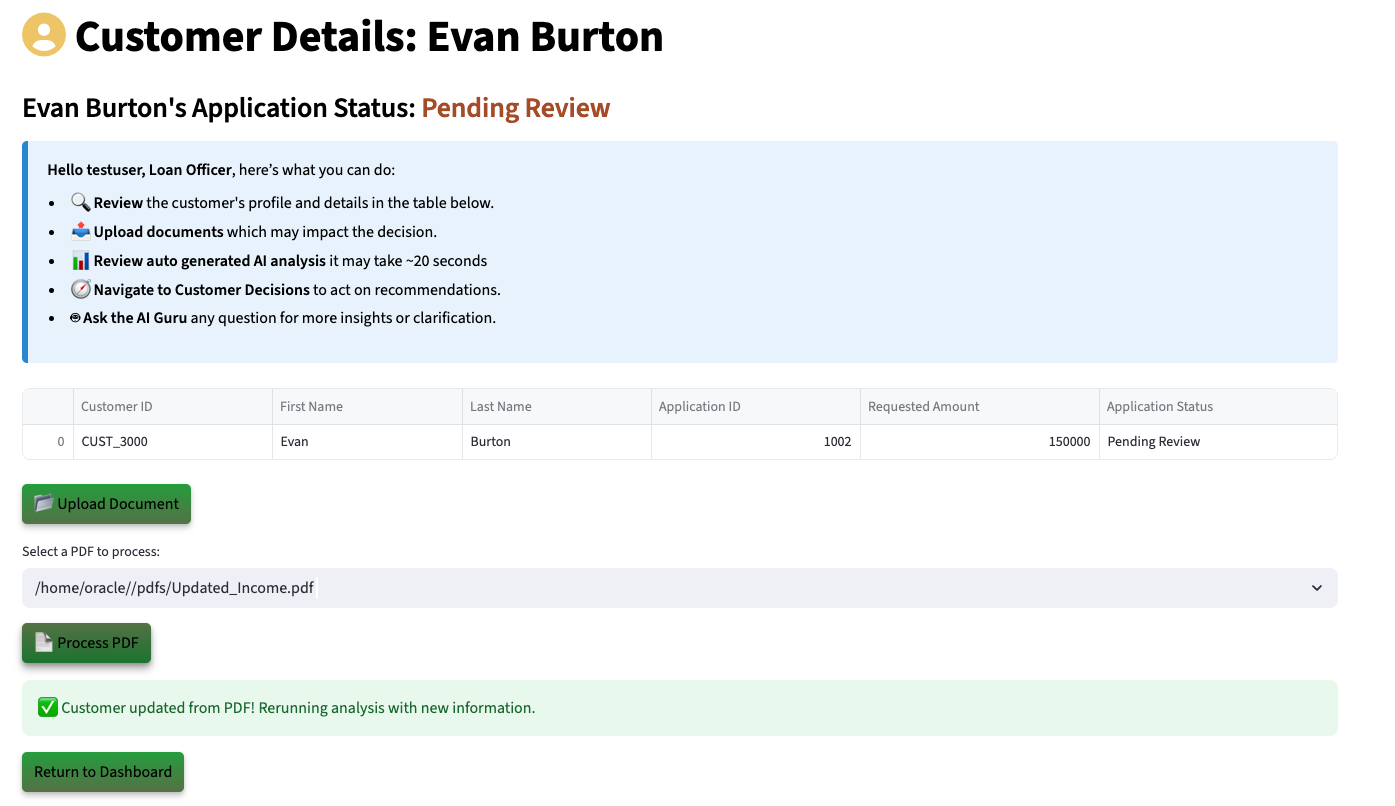 Customer Details: Evan Burton
Evan Burton's Application Status: Pending Review
Hello testuser, Loan Officer, here’s what you can do:
Review the customer's profile and details in the table below.
Upload documents which may impact the decision.
Review auto generated AI analysis it may take ~20 seconds
Navigate to Customer Decisions to act on recommendations.
Ask the AI Guru any question for more insights or clarification.
Customer ID First Name Last Name Application ID Requested Amount Application Status
0 CUST_3000 Evan Burton 1002 150000 Pending Review
Upload Document
Select a PDF to process:
/home/oracle//pdfs/Updated_Income.pdf
Process PDF
Customer updated from PDF! Rerunning analysis with new information.
Return to Dashboard